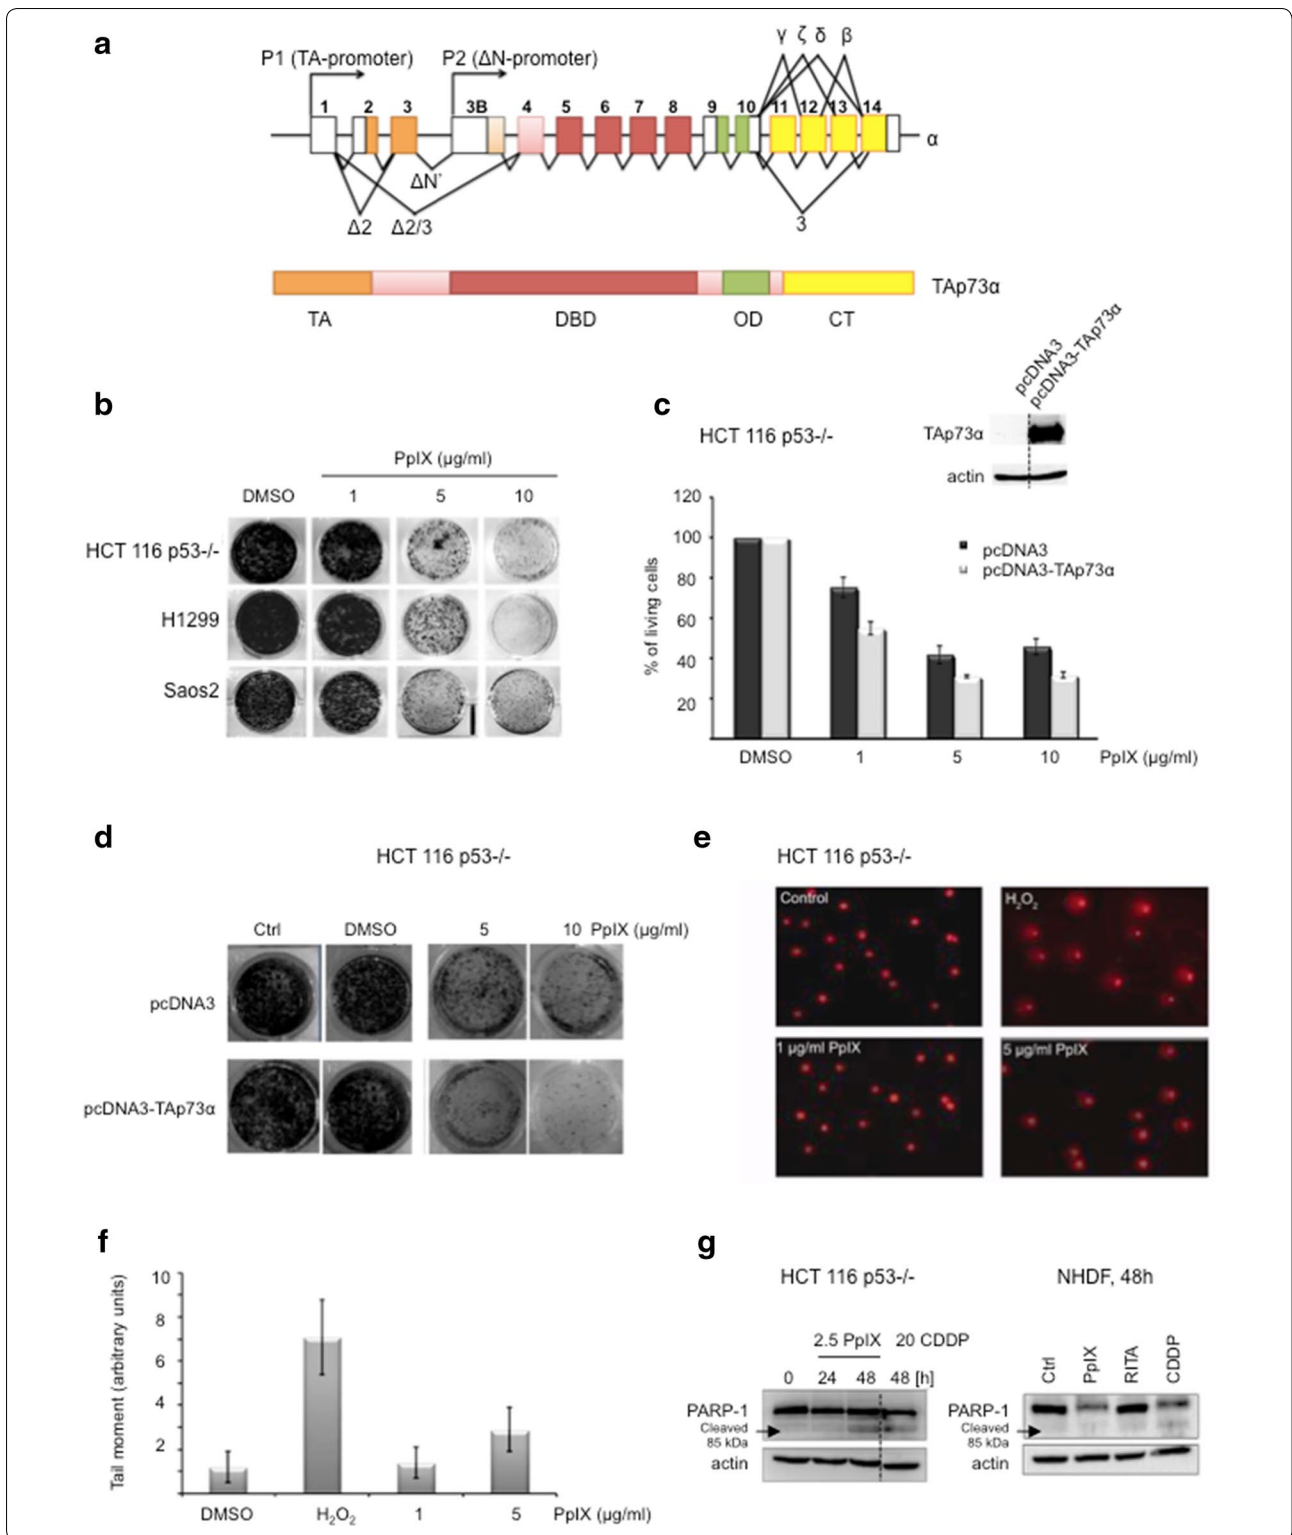 a
γ ζ δ β
P1 (TA-promoter) P2 (ΔN-promoter)
1 2 3 3B 4 5 6 7 8 9 10 11 12 13 14
α
ΔN'
Δ2 Δ2/3 3
TAp73α
TA DBD OD CT
b
PpIX (µg/ml)
DMSO 1 5 10
HCT 116 p53-/-
H1299
Saos2
c
HCT 116 p53-/-
pcDNA3
pcDNA3-TAp73α
TAp73α
actin
120
100
80
60
40
20
% of living cells
pcDNA3
pcDNA3-TAp73α
DMSO 1 5 10 PpIX (µg/ml)
d
HCT 116 p53-/-
Ctrl DMSO 5 10 PpIX (µg/ml)
pcDNA3
pcDNA3-TAp73α
e
HCT 116 p53-/-
Control H₂O₂
1 µg/ml PpIX 5 µg/ml PpIX
f
Tail moment (arbitrary units)
10
8
6
4
2
DMSO H₂O₂ 1 5 PpIX (µg/ml)
g
HCT 116 p53-/-
2.5 PpIX 20 CDDP
0 24 48 48 [h]
PARP-1
Cleaved
85 kDa
actin
NHDF, 48h
Ctrl PpIX RITA CDDP
PARP-1
Cleaved
85 kDa
actin